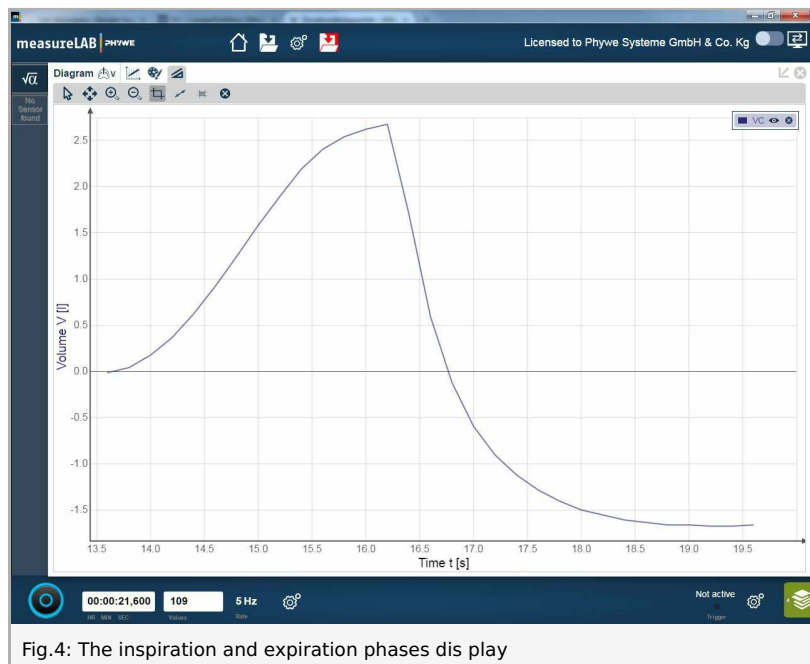 measureLAB PHYWE
Licensed to Phywe Systeme GmbH & Co. Kg
√α
No
Sensor
found
Diagram
VC
2.5
2.0
1.5
1.0
0.5
0.0
-0.5
-1.0
-1.5
Volume V [l]
13.5 14.0 14.5 15.0 15.5 16.0 16.5 17.0 17.5 18.0 18.5 19.0 19.5
Time t [s]
00:00:21,600 109 5 Hz
HR MIN SEC Values Rate
Not active
Trigger
Fig.4: The inspiration and expiration phases dis play